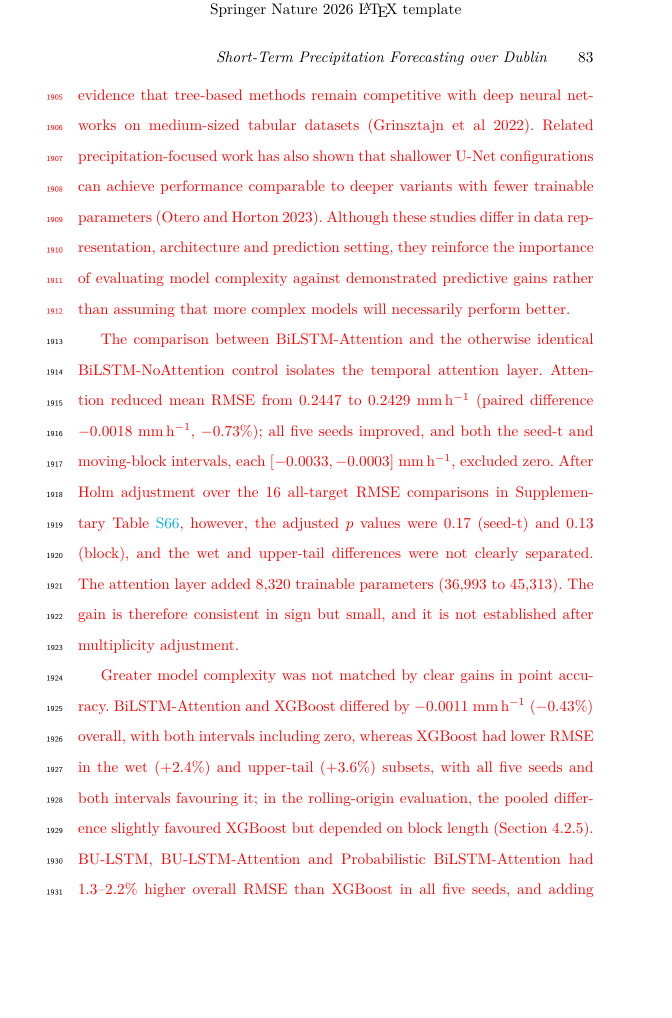 Springer Nature 2026 LATEX template
Short-Term Precipitation Forecasting over Dublin 83
1905 evidence that tree-based methods remain competitive with deep neural net-
1906 works on medium-sized tabular datasets (Grinsztajn et al 2022). Related
1907 precipitation-focused work has also shown that shallower U-Net configurations
1908 can achieve performance comparable to deeper variants with fewer trainable
1909 parameters (Otero and Horton 2023). Although these studies differ in data rep-
1910 resentation, architecture and prediction setting, they reinforce the importance
1911 of evaluating model complexity against demonstrated predictive gains rather
1912 than assuming that more complex models will necessarily perform better.
1913 The comparison between BiLSTM-Attention and the otherwise identical
1914 BiLSTM-NoAttention control isolates the temporal attention layer. Atten-
1915 tion reduced mean RMSE from 0.2447 to 0.2429 mm h⁻¹ (paired difference
1916 −0.0018 mm h⁻¹, −0.73%); all five seeds improved, and both the seed-t and
1917 moving-block intervals, each [−0.0033, −0.0003] mm h⁻¹, excluded zero. After
1918 Holm adjustment over the 16 all-target RMSE comparisons in Supplemen-
1919 tary Table S66, however, the adjusted p values were 0.17 (seed-t) and 0.13
1920 (block), and the wet and upper-tail differences were not clearly separated.
1921 The attention layer added 8,320 trainable parameters (36,993 to 45,313). The
1922 gain is therefore consistent in sign but small, and it is not established after
1923 multiplicity adjustment.
1924 Greater model complexity was not matched by clear gains in point accu-
1925 racy. BiLSTM-Attention and XGBoost differed by −0.0011 mm h⁻¹ (−0.43%)
1926 overall, with both intervals including zero, whereas XGBoost had lower RMSE
1927 in the wet (+2.4%) and upper-tail (+3.6%) subsets, with all five seeds and
1928 both intervals favouring it; in the rolling-origin evaluation, the pooled differ-
1929 ence slightly favoured XGBoost but depended on block length (Section 4.2.5).
1930 BU-LSTM, BU-LSTM-Attention and Probabilistic BiLSTM-Attention had
1931 1.3–2.2% higher overall RMSE than XGBoost in all five seeds, and adding